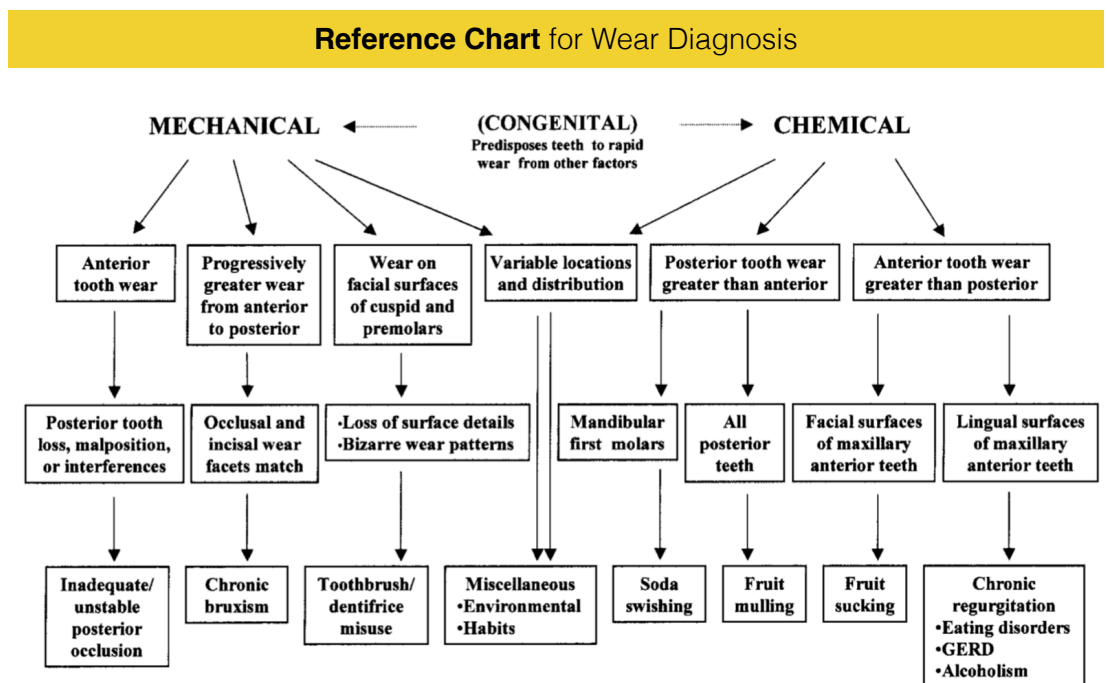 Reference Chart for Wear Diagnosis
MECHANICAL
(CONGENITAL)
Predisposes teeth to rapid
wear from other factors
CHEMICAL
Anterior
tooth wear
Progressively
greater wear
from anterior
to posterior
Wear on
facial surfaces
of cuspid and
premolars
Variable locations
and distribution
Posterior tooth wear
greater than anterior
Anterior tooth wear
greater than posterior
Posterior tooth
loss, malposition,
or interferences
Occlusal and
incisal wear
facets match
·Loss of surface details
·Bizarre wear patterns
Mandibular
first molars
All
posterior
teeth
Facial surfaces
of maxillary
anterior teeth
Lingual surfaces
of maxillary
anterior teeth
Inadequate/
unstable
posterior
occlusion
Chronic
bruxism
Toothbrush/
dentifrice
misuse
Miscellaneous
•Environmental
•Habits
Soda
swishing
Fruit
mulling
Fruit
sucking
Chronic
regurgitation
•Eating disorders
•GERD
•Alcoholism